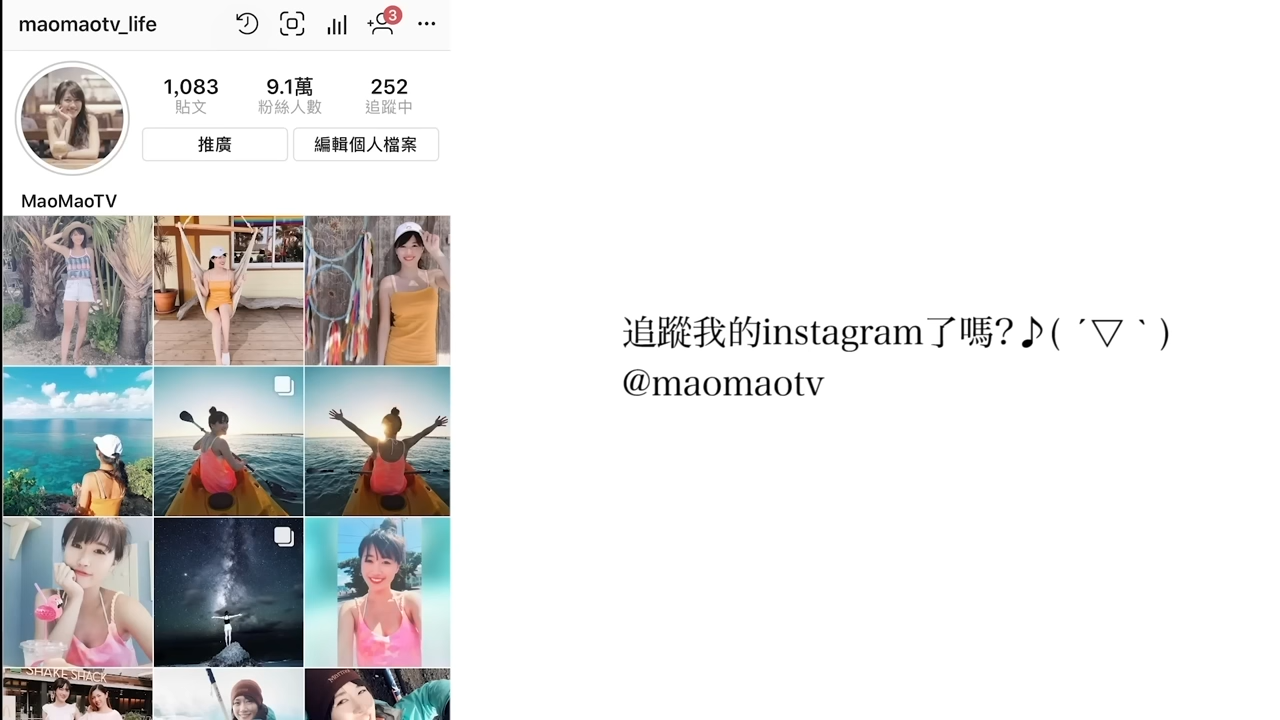 maomaotv_life
3
1,083
9.1萬
252
貼文
粉絲人數
追蹤中
推廣
編輯個人檔案
MaoMaoTV
SHAKE SHACK
追蹤我的instagram了嗎?♪( ´▽｀)
@maomaotv